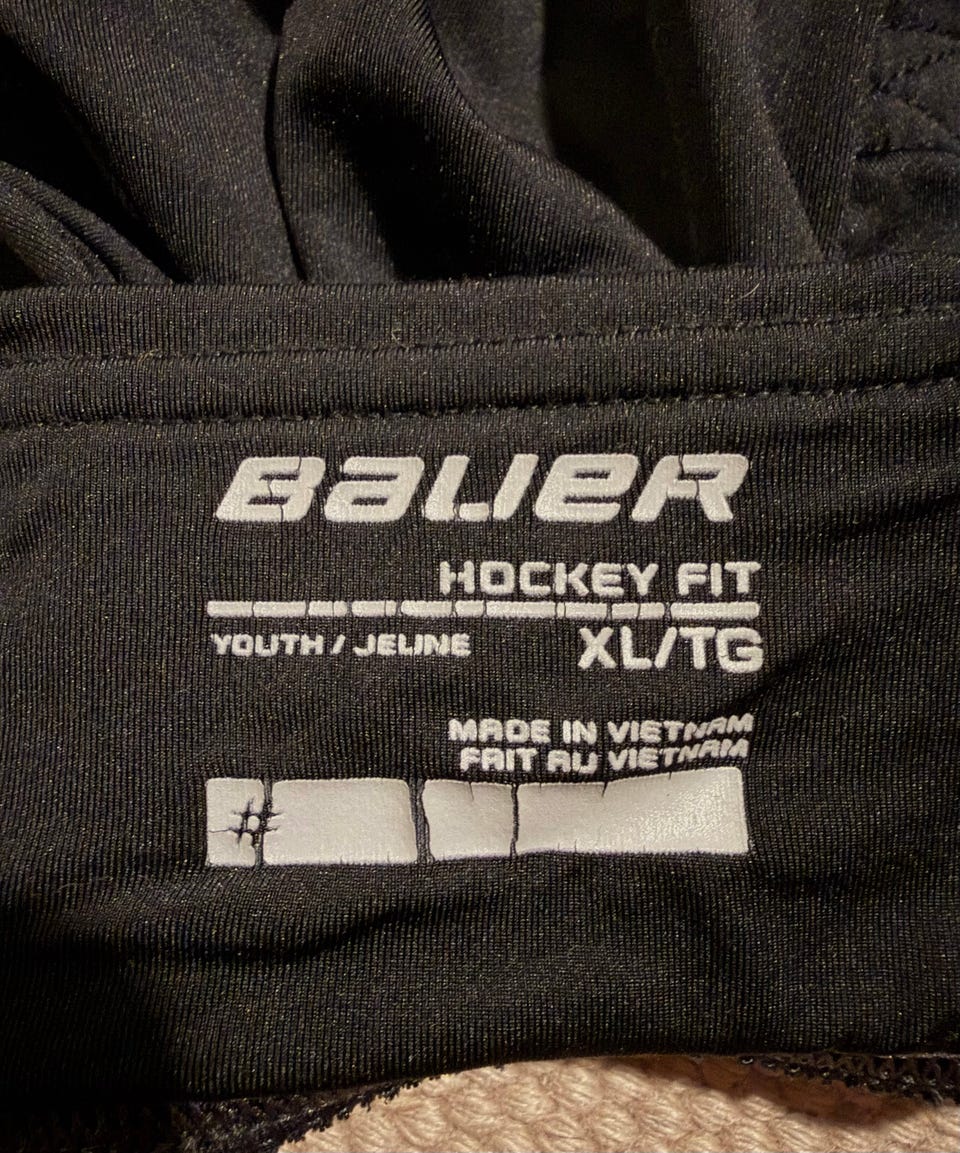 BAUER
HOCKEY FIT
YOUTH / JEUNE XL/TG
MADE IN VIETNAM
FAIT AU VIETNAM
#